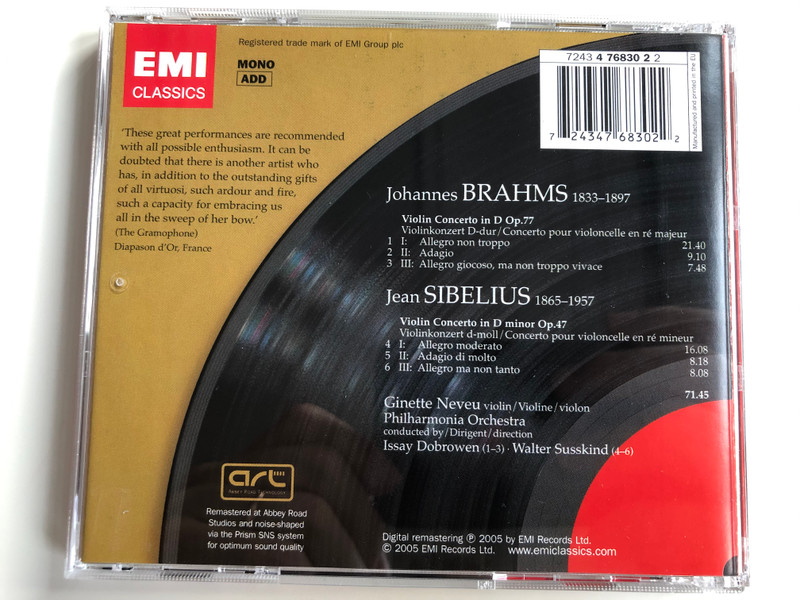 EMI
CLASSICS
Registered trade mark of EMI Group plc
MONO
ADD
7243 4 76830 2 2
7 24347 68302 2
Manufactured and printed in the EU
'These great performances are recommended
with all possible enthusiasm. It can be
doubted that there is another artist who
has, in addition to the outstanding gifts
of all virtuosi, such ardour and fire,
such a capacity for embracing us
all in the sweep of her bow.'
(The Gramophone)
Diapason d'Or, France
Johannes BRAHMS 1833–1897
Violin Concerto in D Op.77
Violinkonzert D-dur/Concerto pour violoncelle en ré majeur
1 I: Allegro non troppo 21.40
2 II: Adagio 9.10
3 III: Allegro giocoso, ma non troppo vivace 7.48
Jean SIBELIUS 1865–1957
Violin Concerto in D minor Op.47
Violinkonzert d-moll/Concerto pour violoncelle en ré mineur
4 I: Allegro moderato 16.08
5 II: Adagio di molto 8.18
6 III: Allegro ma non tanto 8.08
71.45
Ginette Neveu violin/Violine/violon
Philharmonia Orchestra
conducted by/Dirigent/direction
Issay Dobrowen (1–3) · Walter Susskind (4–6)
art
Remastered at Abbey Road
Studios and noise-shaped
via the Prism SNS system
for optimum sound quality
Digital remastering ℗ 2005 by EMI Records Ltd.
© 2005 EMI Records Ltd. www.emiclassics.com